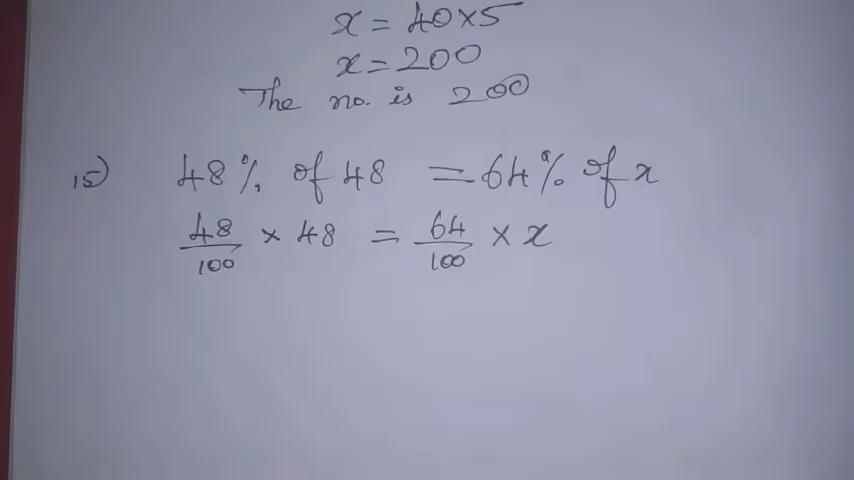 x = 40 × 5
x = 200
The no. is 200
15) 48% of 48 = 64% of x
48/100 × 48 = 64/100 × x